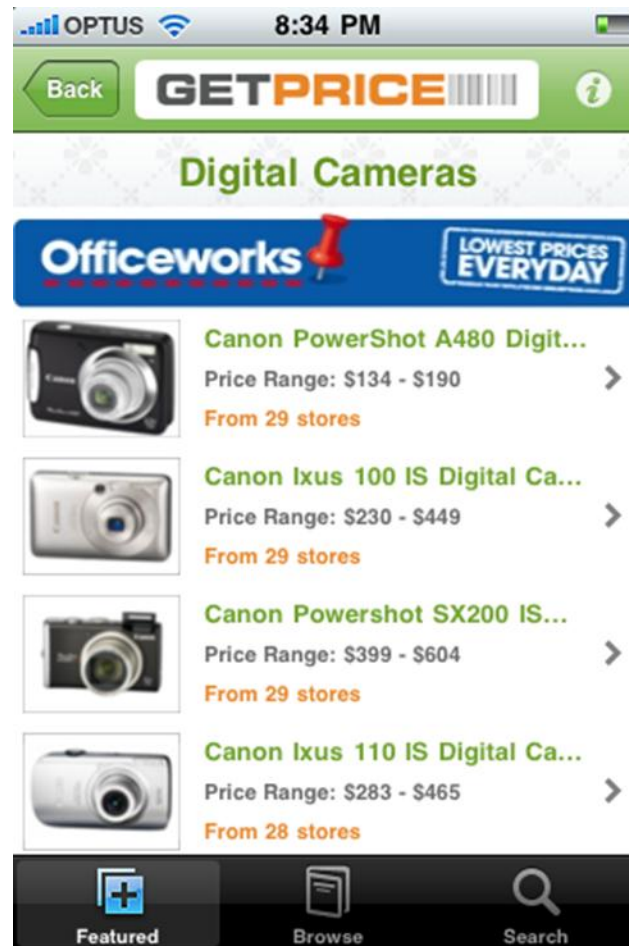 OPTUS 8:34 PM
Back GETPRICE
Digital Cameras
Officeworks LOWEST PRICES
EVERYDAY
Canon PowerShot A480 Digit...
Price Range: $134 - $190
From 29 stores
Canon Ixus 100 IS Digital Ca...
Price Range: $230 - $449
From 29 stores
Canon Powershot SX200 IS...
Price Range: $399 - $604
From 29 stores
Canon Ixus 110 IS Digital Ca...
Price Range: $283 - $465
From 28 stores
Featured Browse Search